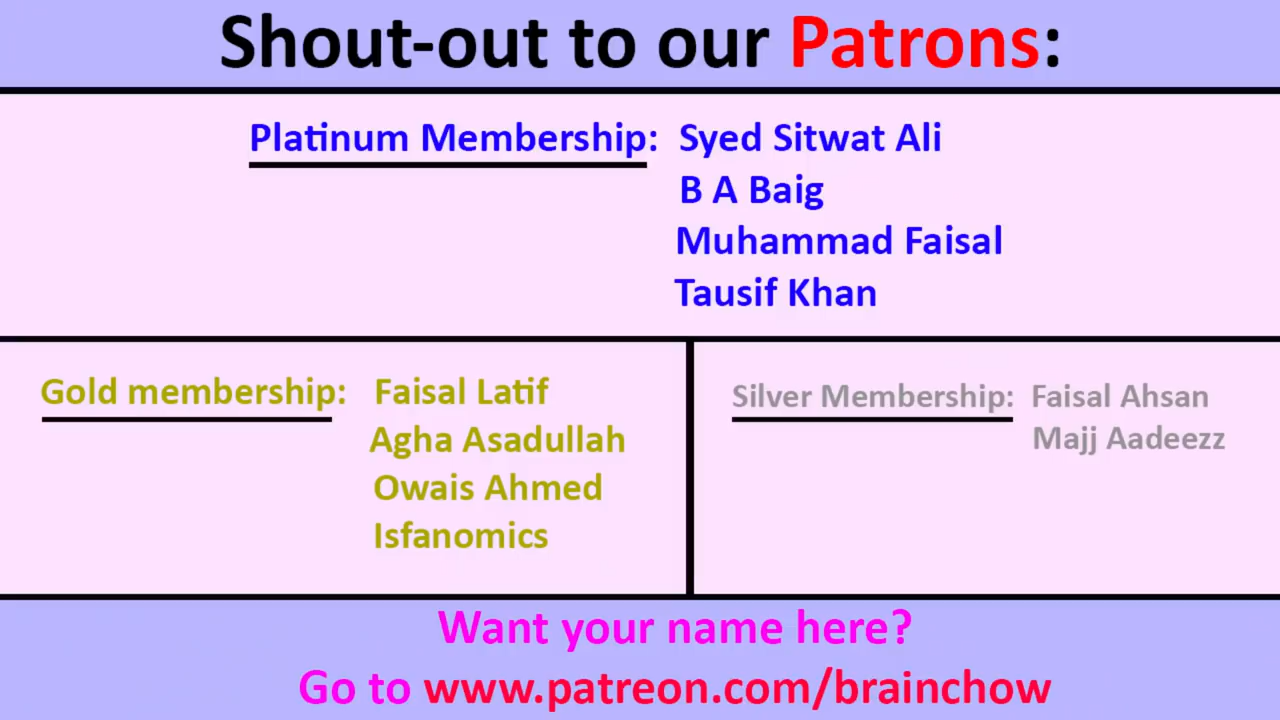 Shout-out to our Patrons:
Platinum Membership: Syed Sitwat Ali
B A Baig
Muhammad Faisal
Tausif Khan
Gold membership: Faisal Latif
Agha Asadullah
Owais Ahmed
Isfanomics
Silver Membership: Faisal Ahsan
Majj Aadeezz
Want your name here?
Go to www.patreon.com/brainchow